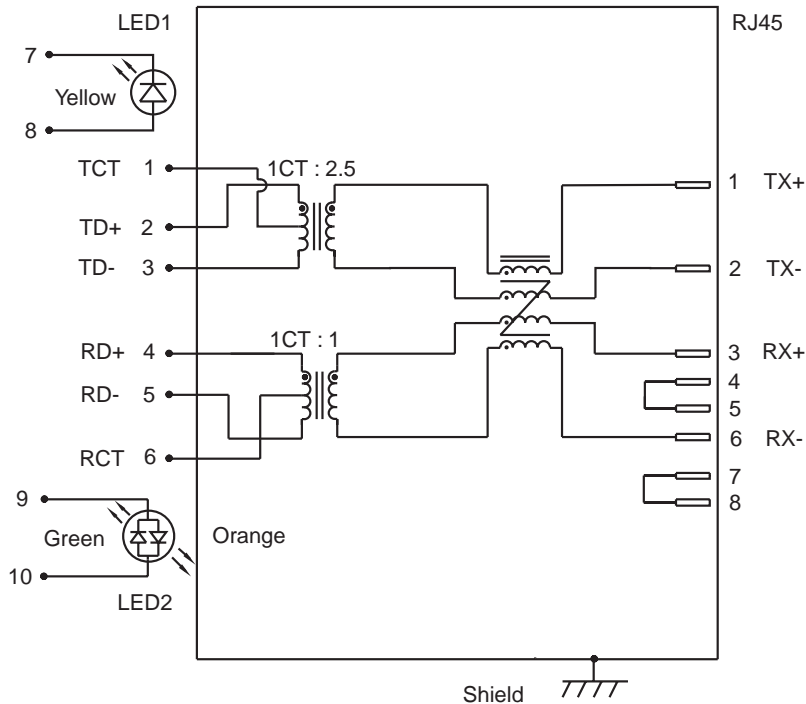 LED1
RJ45
7
Yellow
8
TCT 1
1CT : 2.5
1 TX+
TD+ 2
TD- 3
2 TX-
1CT : 1
RD+ 4
3 RX+
4
RD- 5
5
6 RX-
RCT 6
7
9
8
Green
Orange
10
LED2
Shield